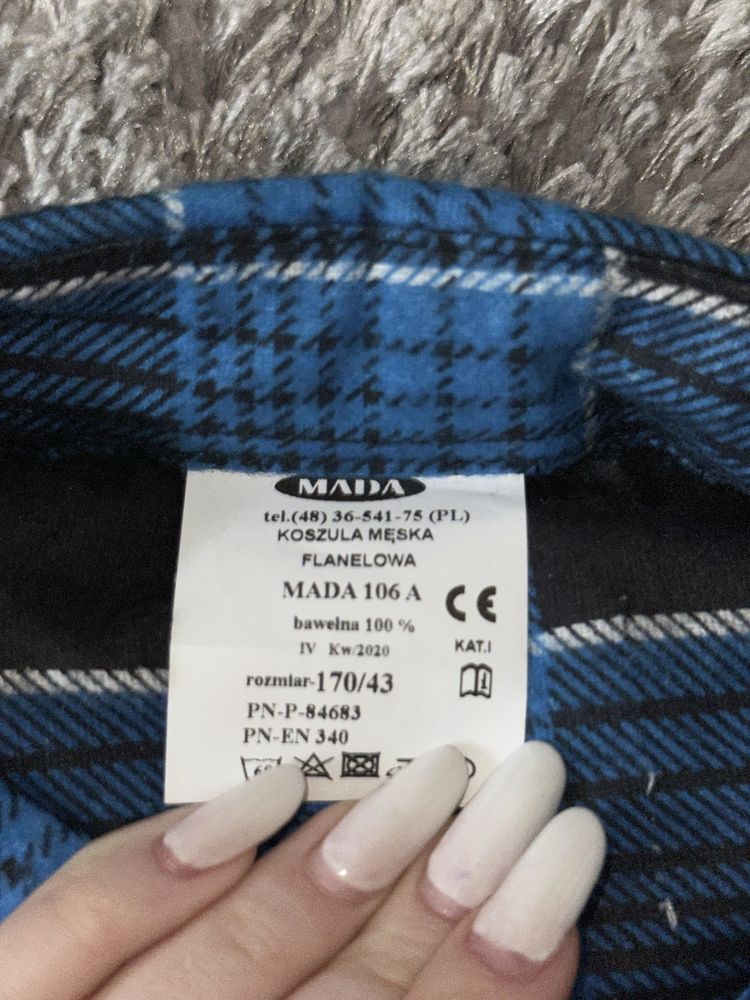 MADA
tel.(48) 36-541-75 (PL)
KOSZULA MĘSKA
FLANELOWA
MADA 106 A
CE
bawełna 100 %
IV Kw/2020
KAT.I
rozmiar-170/43
PN-P-84683
PN-EN 340